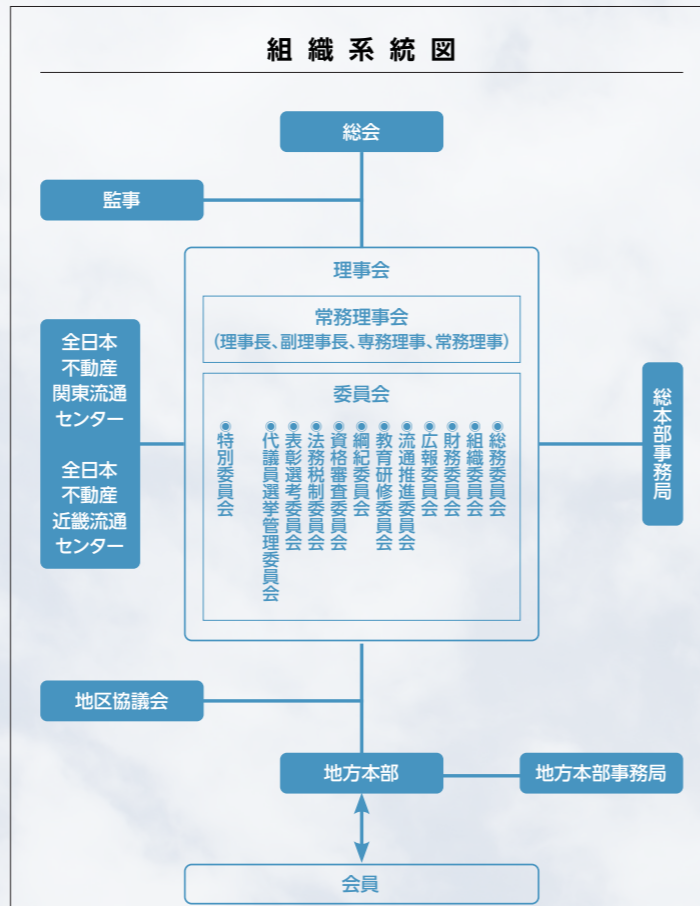 組織系統図
総会
監事
理事会
常務理事会
(理事長、副理事長、専務理事、常務理事)
委員会
◉総務委員会
◉組織委員会
◉財務委員会
◉広報委員会
◉流通推進委員会
◉教育研修委員会
◉綱紀委員会
◉資格審査委員会
◉法務税制委員会
◉表彰選考委員会
◉代議員選挙管理委員会
◉特別委員会
全日本
不動産
関東流通
センター
全日本
不動産
近畿流通
センター
総本部事務局
地区協議会
地方本部
地方本部事務局
会員